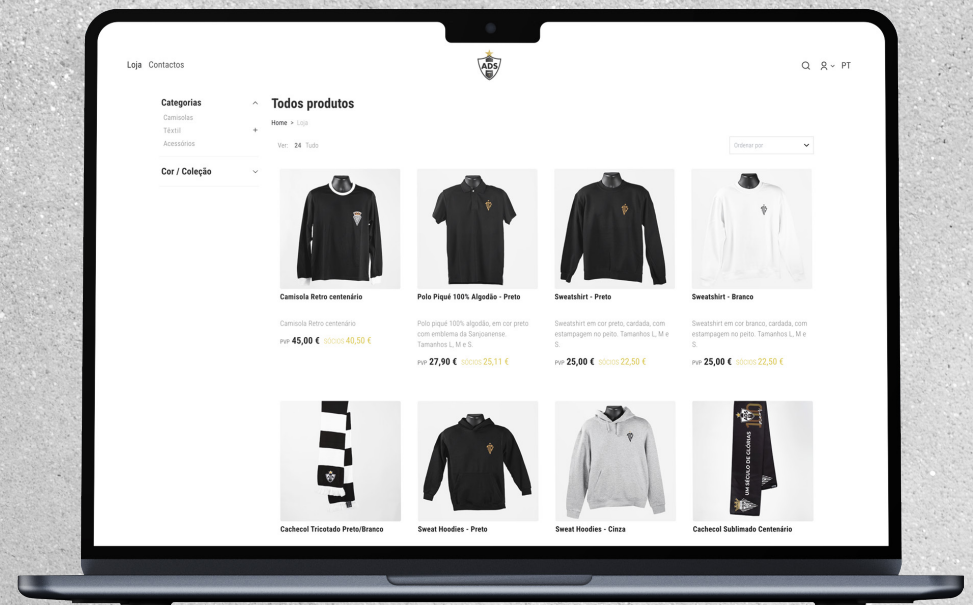 Loja Contactos
ADS
PT
Categorias
Camisolas
Têxtil
Acessórios
Cor / Coleção
Todos produtos
Home > Loja
Ver: 24 Tudo
Ordenar por
Camisola Retro centenário
Camisola Retro centenário
PVP 45,00 € SÓCIOS 40,50 €
Polo Piqué 100% Algodão - Preto
Polo piqué 100% algodão, em cor preto
com emblema da Sanjoanense.
Tamanhos L, M e S.
PVP 27,90 € SÓCIOS 25,11 €
Sweatshirt - Preto
Sweatshirt em cor preto, cardada, com
estampagem no peito. Tamanhos L, M e
S.
PVP 25,00 € SÓCIOS 22,50 €
Sweatshirt - Branco
Sweatshirt em cor branco, cardada, com
estampagem no peito. Tamanhos L, M e
S.
PVP 25,00 € SÓCIOS 22,50 €
Cachecol Tricotado Preto/Branco
Sweat Hoodies - Preto
Sweat Hoodies - Cinza
UM SÉCULO DE GLÓRIAS
100
Cachecol Sublimado Centenário